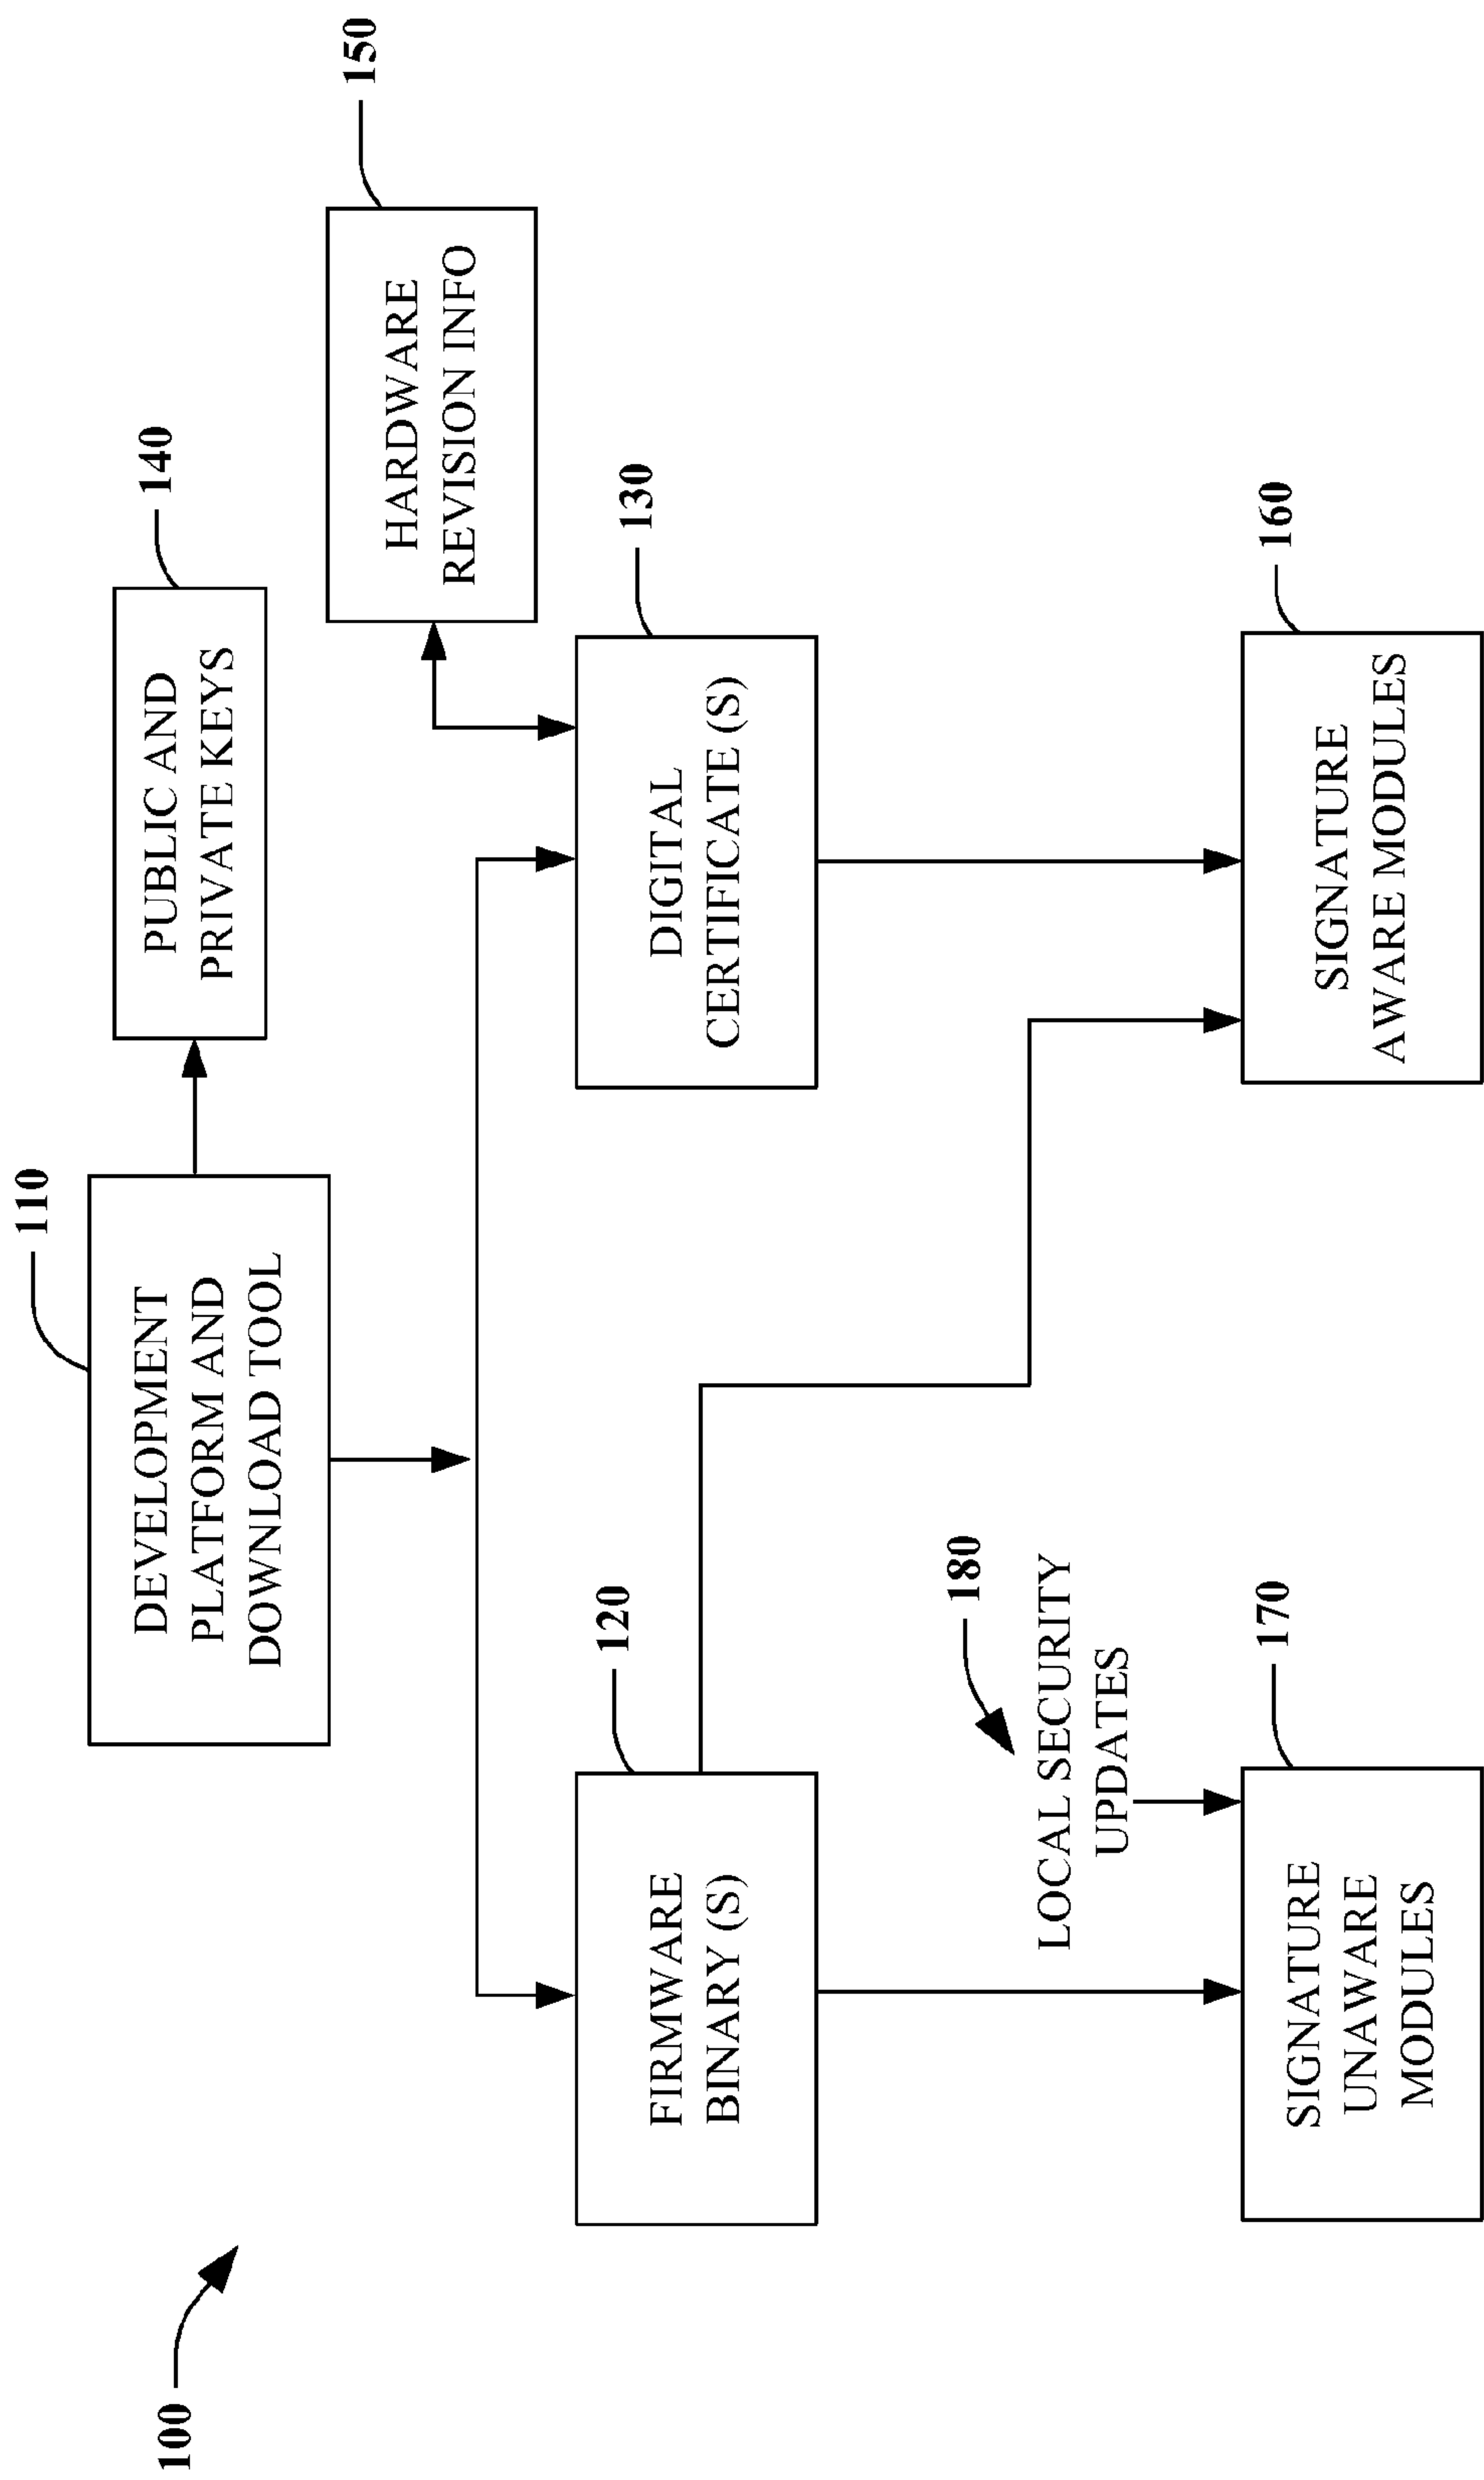 100
110
DEVELOPMENT
PLATFORM AND
DOWNLOAD TOOL
140
PUBLIC AND
PRIVATE KEYS
150
HARDWARE
REVISION INFO
120
FIRMWARE
BINARY (S)
130
DIGITAL
CERTIFICATE (S)
180
LOCAL SECURITY
UPDATES
170
SIGNATURE
UNAWARE
MODULES
160
SIGNATURE
AWARE MODULES